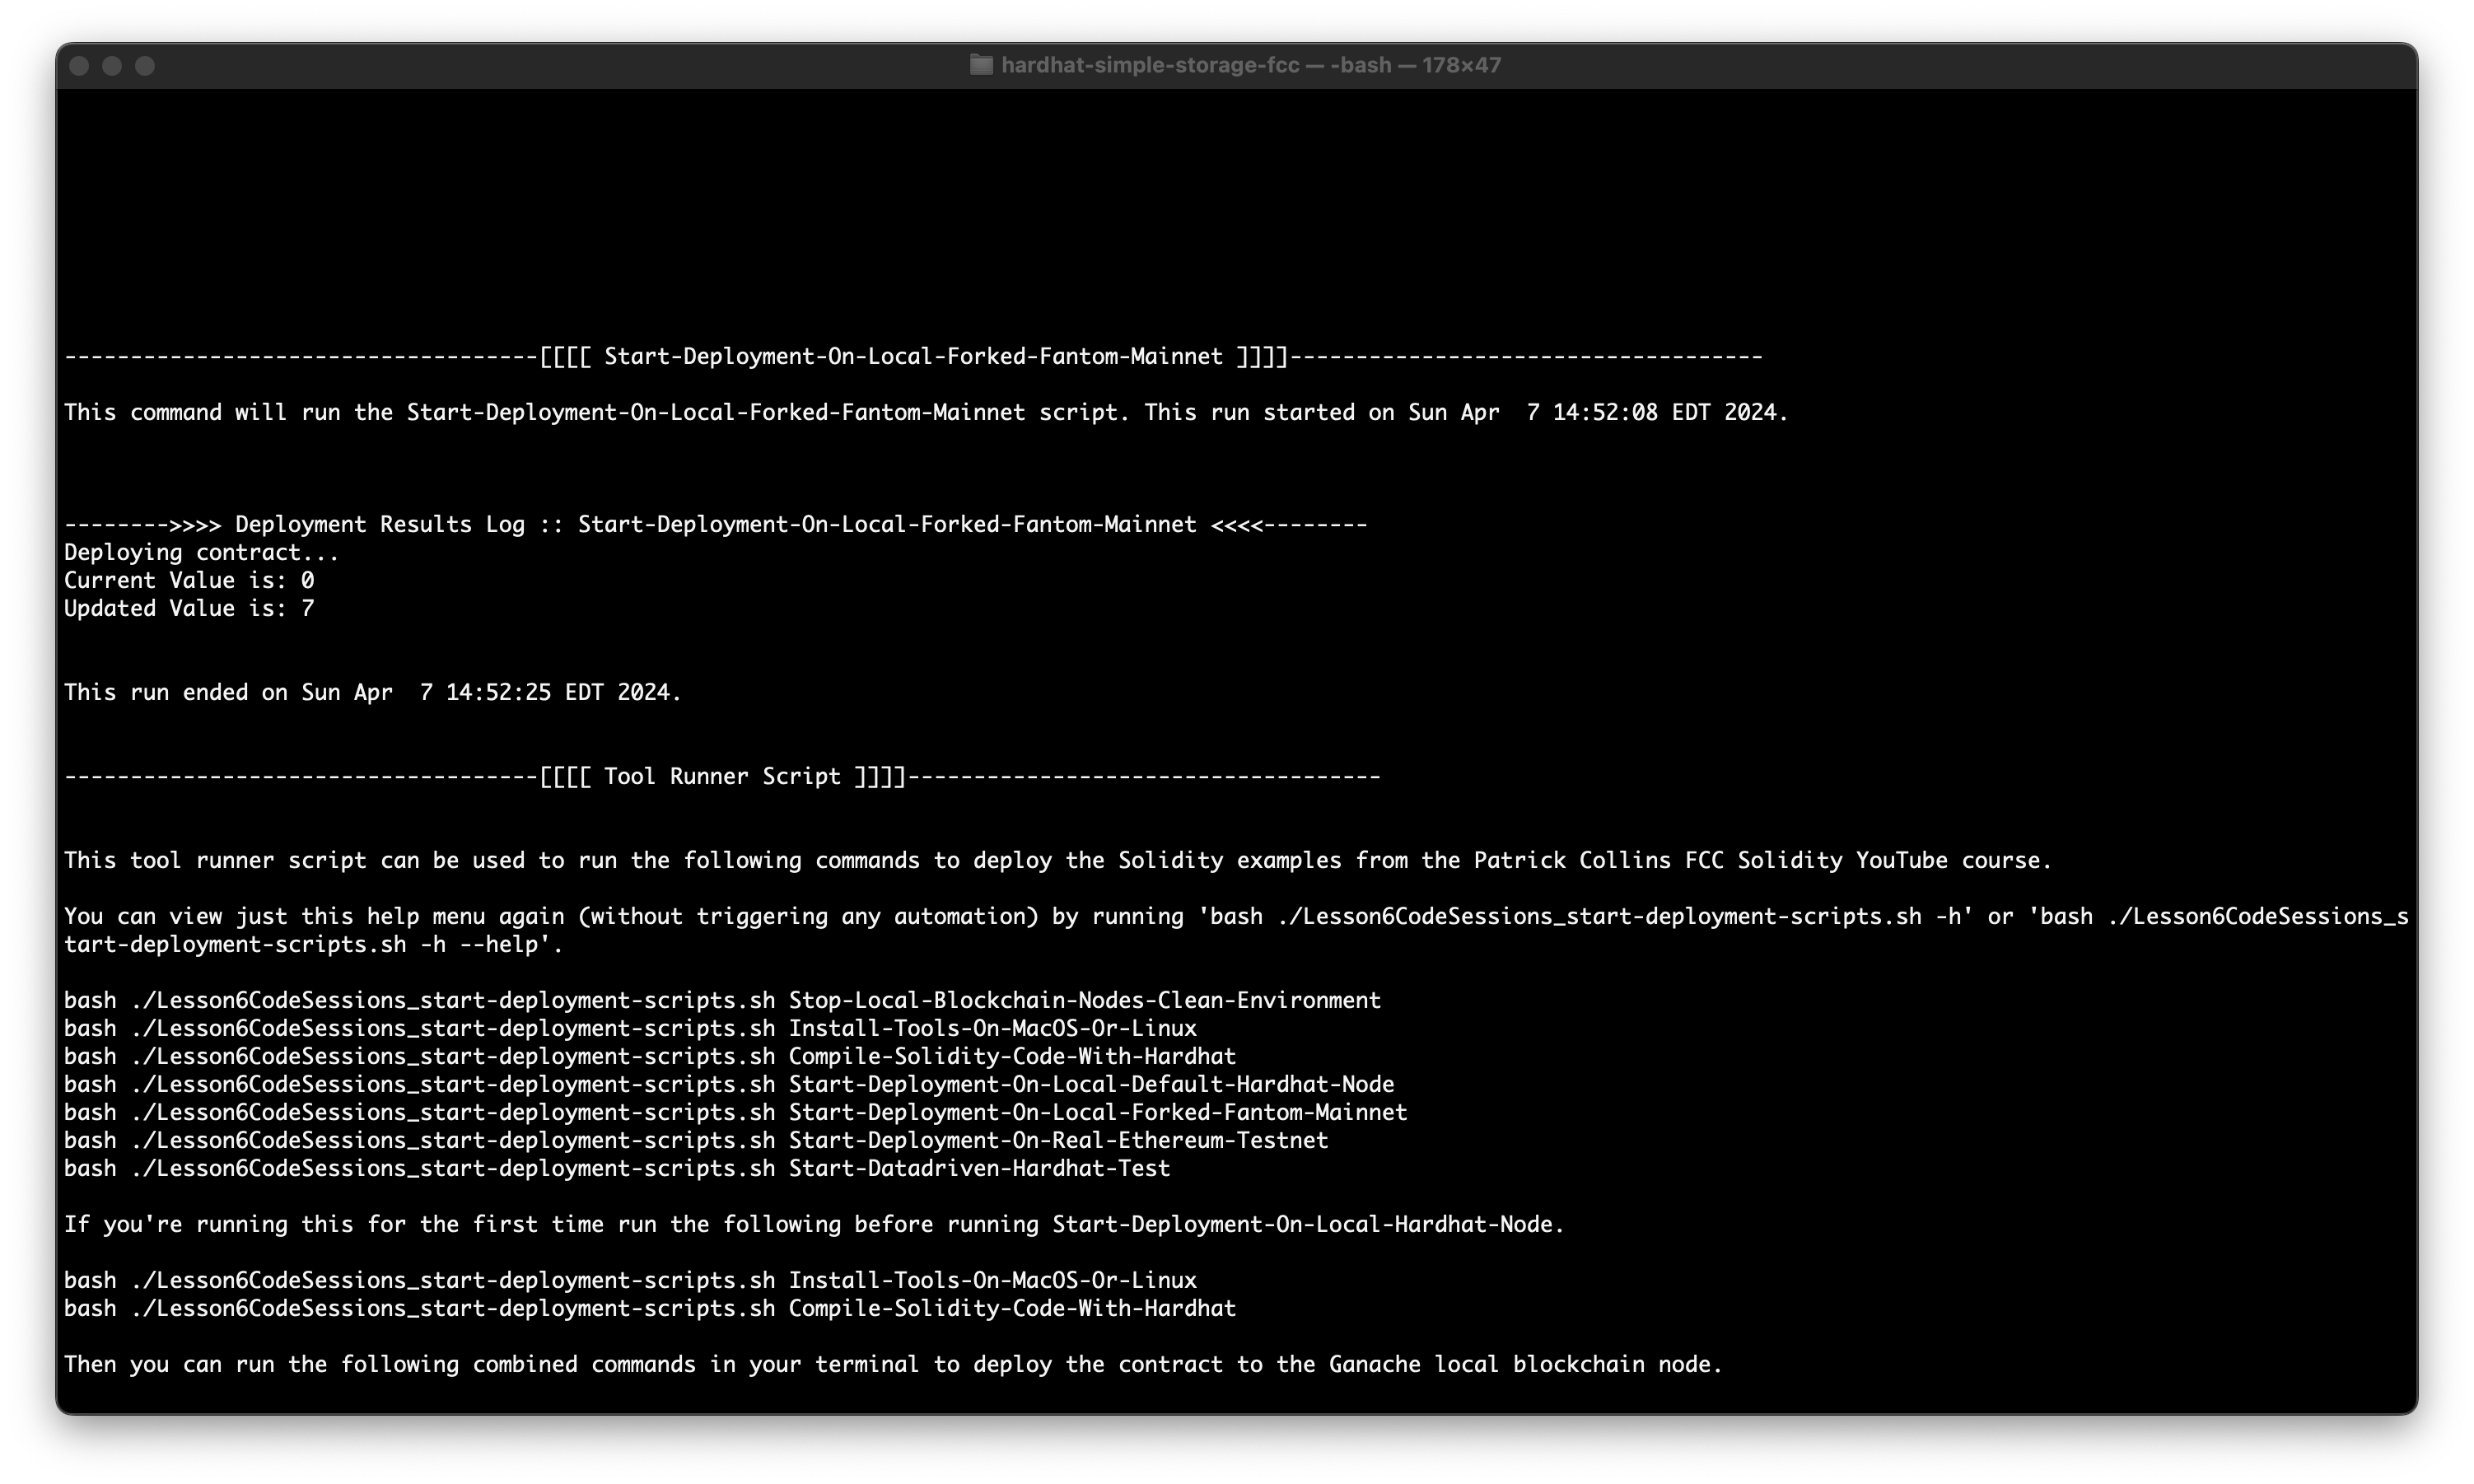 hardhat-simple-storage-fcc — -bash — 178×47
------------------------------------[[[[ Start-Deployment-On-Local-Forked-Fantom-Mainnet ]]]]------------------------------------
This command will run the Start-Deployment-On-Local-Forked-Fantom-Mainnet script. This run started on Sun Apr  7 14:52:08 EDT 2024.
-------->>>> Deployment Results Log :: Start-Deployment-On-Local-Forked-Fantom-Mainnet <<<<--------
Deploying contract...
Current Value is: 0
Updated Value is: 7
This run ended on Sun Apr  7 14:52:25 EDT 2024.
------------------------------------[[[[ Tool Runner Script ]]]]------------------------------------
This tool runner script can be used to run the following commands to deploy the Solidity examples from the Patrick Collins FCC Solidity YouTube course.
You can view just this help menu again (without triggering any automation) by running 'bash ./Lesson6CodeSessions_start-deployment-scripts.sh -h' or 'bash ./Lesson6CodeSessions_s
tart-deployment-scripts.sh -h --help'.
bash ./Lesson6CodeSessions_start-deployment-scripts.sh Stop-Local-Blockchain-Nodes-Clean-Environment
bash ./Lesson6CodeSessions_start-deployment-scripts.sh Install-Tools-On-MacOS-Or-Linux
bash ./Lesson6CodeSessions_start-deployment-scripts.sh Compile-Solidity-Code-With-Hardhat
bash ./Lesson6CodeSessions_start-deployment-scripts.sh Start-Deployment-On-Local-Default-Hardhat-Node
bash ./Lesson6CodeSessions_start-deployment-scripts.sh Start-Deployment-On-Local-Forked-Fantom-Mainnet
bash ./Lesson6CodeSessions_start-deployment-scripts.sh Start-Deployment-On-Real-Ethereum-Testnet
bash ./Lesson6CodeSessions_start-deployment-scripts.sh Start-Datadriven-Hardhat-Test
If you're running this for the first time run the following before running Start-Deployment-On-Local-Hardhat-Node.
bash ./Lesson6CodeSessions_start-deployment-scripts.sh Install-Tools-On-MacOS-Or-Linux
bash ./Lesson6CodeSessions_start-deployment-scripts.sh Compile-Solidity-Code-With-Hardhat
Then you can run the following combined commands in your terminal to deploy the contract to the Ganache local blockchain node.